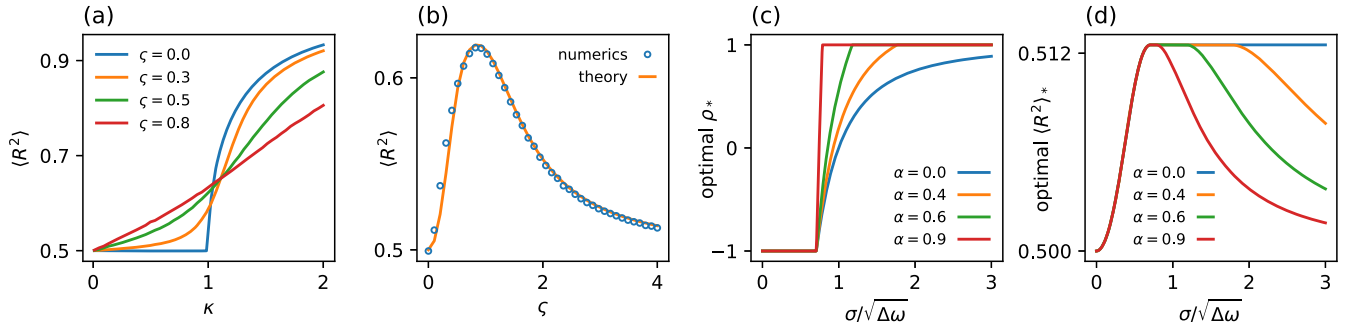 (a)
⟨R²⟩
0.9
0.7
0.5
ς = 0.0
ς = 0.3
ς = 0.5
ς = 0.8
0 1 2
κ
(b)
⟨R²⟩
0.6
0.5
numerics
theory
0 2 4
ς
(c)
optimal ρ*
1
0
−1
α = 0.0
α = 0.4
α = 0.6
α = 0.9
0 1 2 3
σ/√Δω
(d)
optimal ⟨R²⟩*
0.512
0.500
α = 0.0
α = 0.4
α = 0.6
α = 0.9
0 1 2 3
σ/√Δω